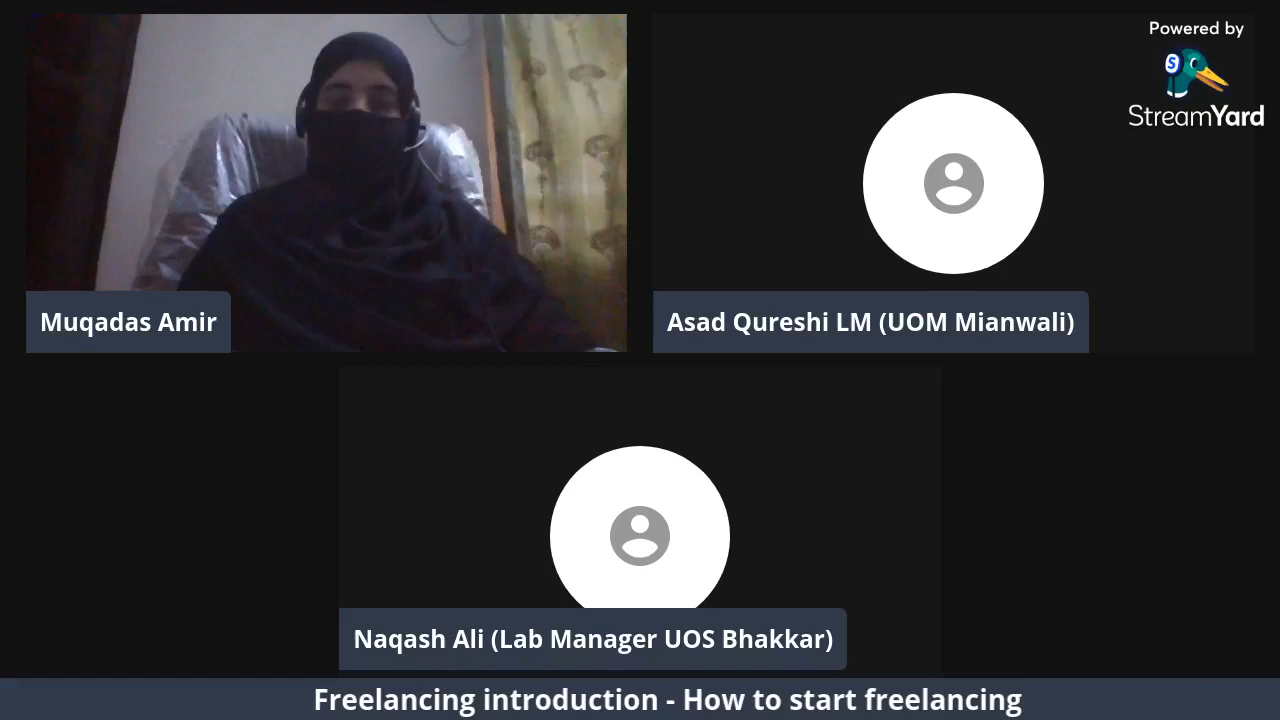 Powered by
S
StreamYard
Muqadas Amir
Asad Qureshi LM (UOM Mianwali)
Naqash Ali (Lab Manager UOS Bhakkar)
Freelancing introduction - How to start freelancing